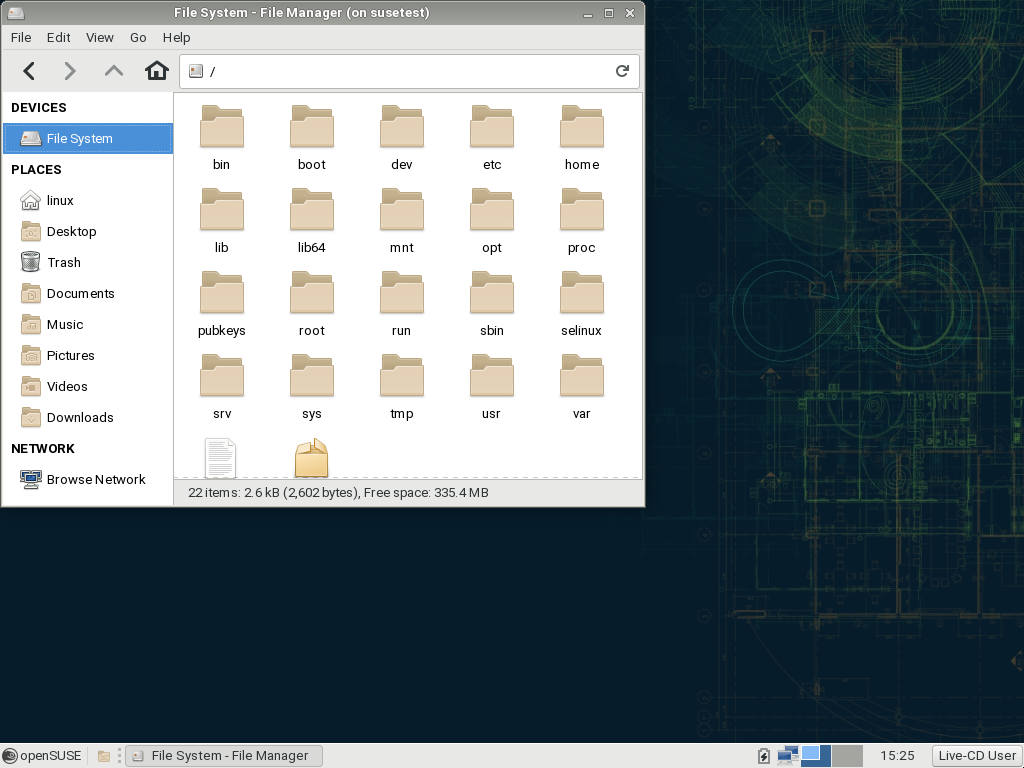 File System - File Manager (on susetest)
File Edit View Go Help
/
DEVICES
File System
PLACES
linux
Desktop
Trash
Documents
Music
Pictures
Videos
Downloads
NETWORK
Browse Network
bin boot dev etc home
lib lib64 mnt opt proc
pubkeys root run sbin selinux
srv sys tmp usr var
22 items: 2.6 kB (2,602 bytes), Free space: 335.4 MB
openSUSE File System - File Manager 15:25 Live-CD User